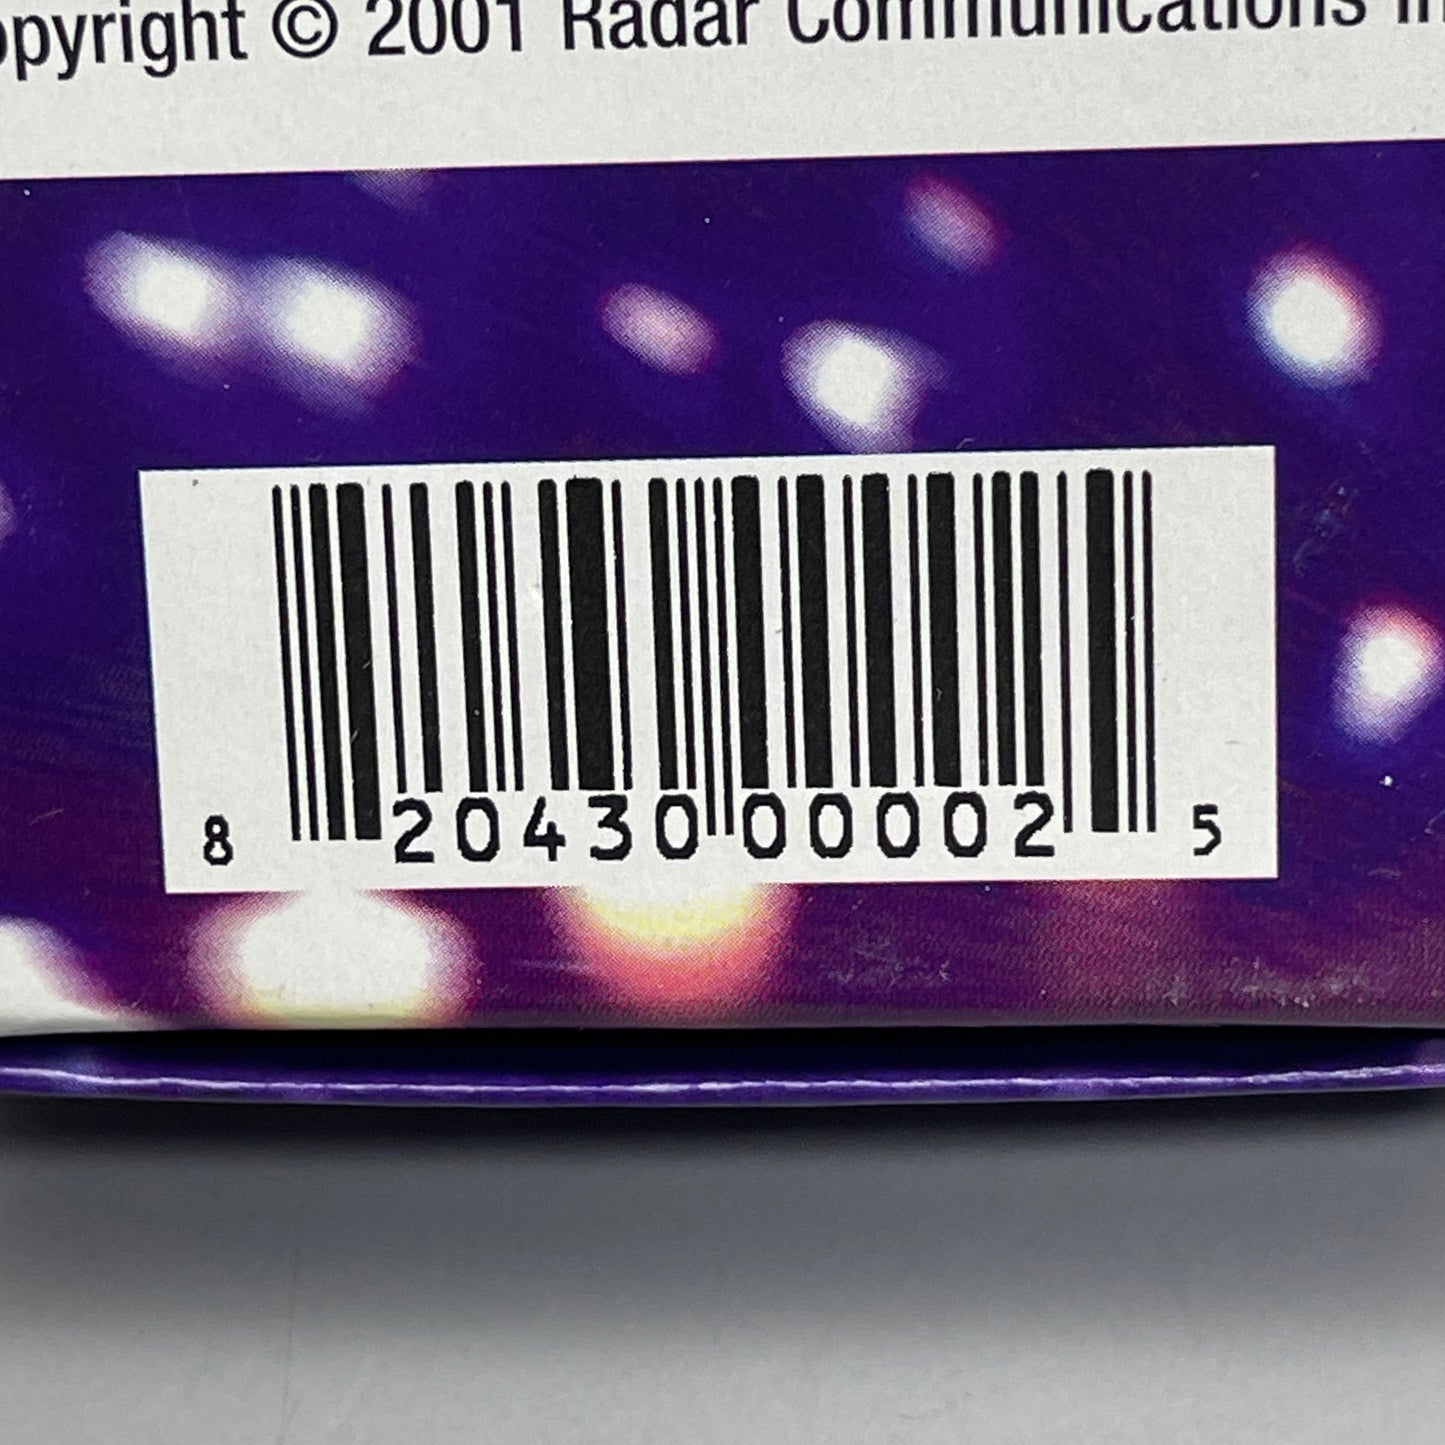 opyright © 2001 Radar Communications In
8 20430 00002 5